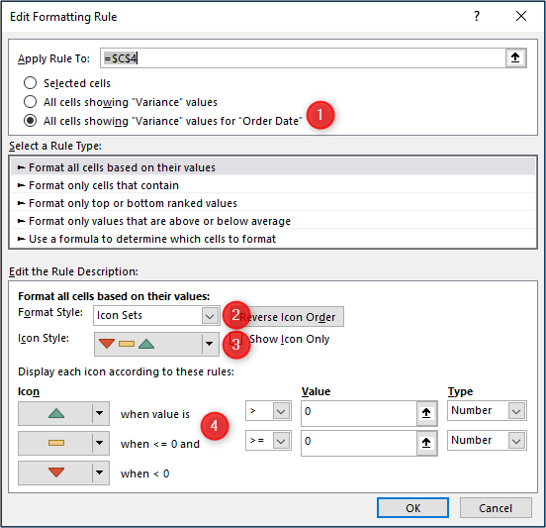 Edit Formatting Rule
Apply Rule To: =$C$4
Selected cells
All cells showing "Variance" values
All cells showing "Variance" values for "Order Date"
1
Select a Rule Type:
► Format all cells based on their values
► Format only cells that contain
► Format only top or bottom ranked values
► Format only values that are above or below average
► Use a formula to determine which cells to format
Edit the Rule Description:
Format all cells based on their values:
Format Style: Icon Sets 2 Reverse Icon Order
Icon Style: 3 Show Icon Only
Display each icon according to these rules:
Icon Value Type
when value is > 0 Number
4
when <= 0 and >= 0 Number
when < 0
OK Cancel